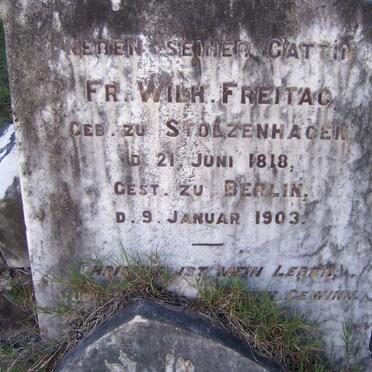 NEBEN SEINER GATTIN
FR. WILH. FREITAG
GEB. ZU STOLZENHAGEN
D. 21. JUNI 1818,
GEST. ZU BERLIN,
D. 9. JANUAR 1903.
IST MEIN LEBEN,
GEWINN.